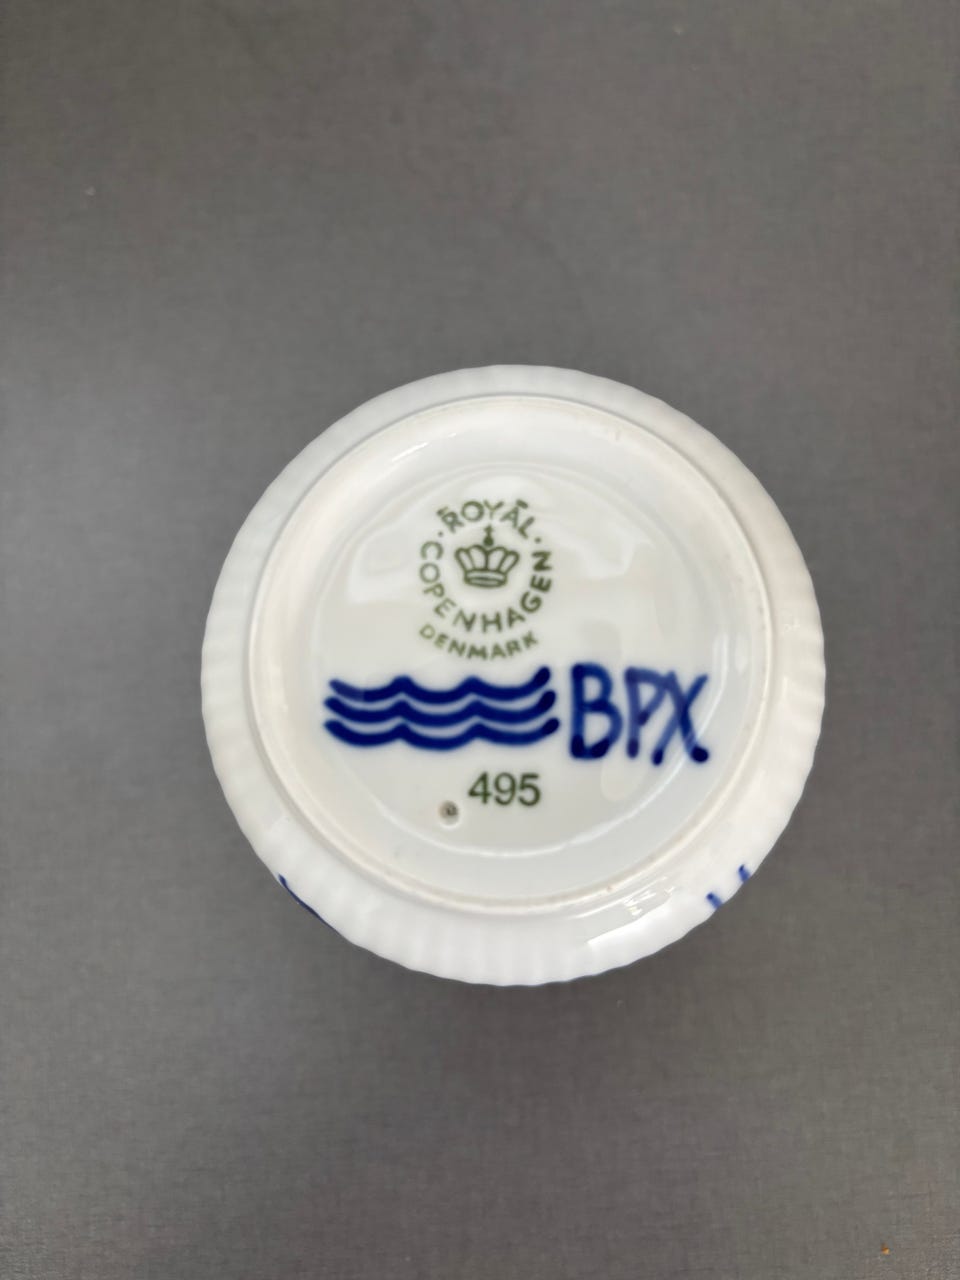 ROYAL
COPENHAGEN
DENMARK
BPX
495